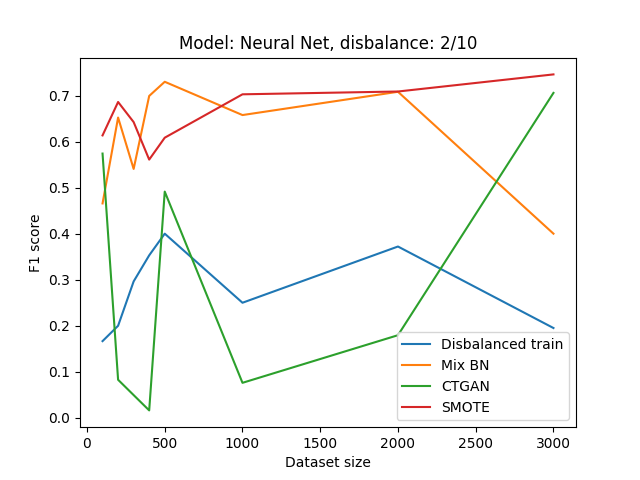 Model: Neural Net, disbalance: 2/10
F1 score
0.7
0.6
0.5
0.4
0.3
0.2
0.1
0.0
0
500
1000
1500
2000
2500
3000
Dataset size
Disbalanced train
Mix BN
CTGAN
SMOTE